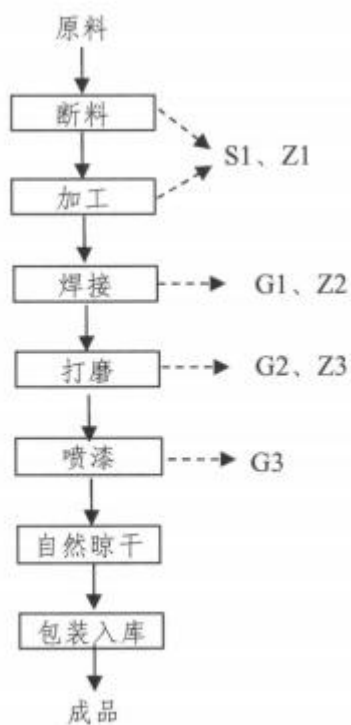 原料
断料
S1、Z1
加工
焊接
G1、Z2
打磨
G2、Z3
喷漆
G3
自然晾干
包装入库
成品